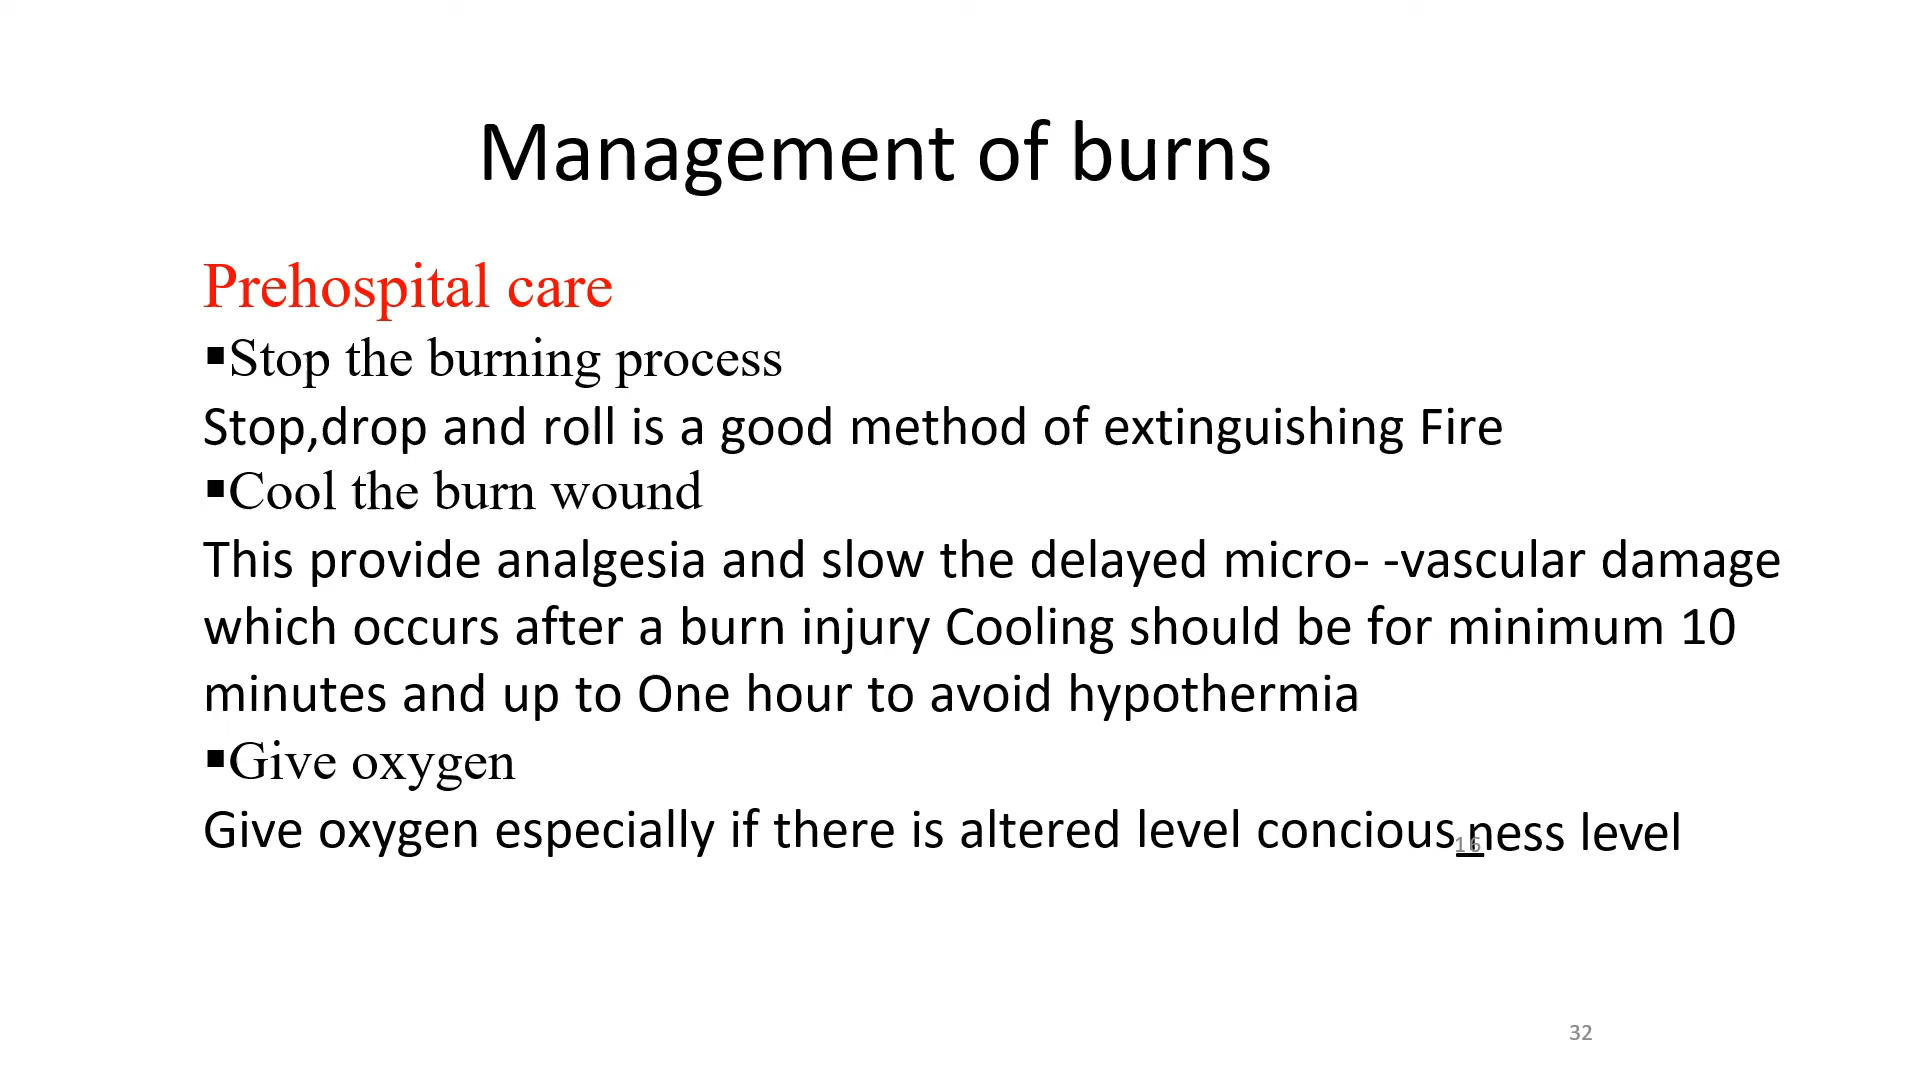 Management of burns
Prehospital care
▪Stop the burning process
Stop,drop and roll is a good method of extinguishing Fire
▪Cool the burn wound
This provide analgesia and slow the delayed micro- -vascular damage
which occurs after a burn injury Cooling should be for minimum 10
minutes and up to One hour to avoid hypothermia
▪Give oxygen
Give oxygen especially if there is altered level conciousness level
16
32